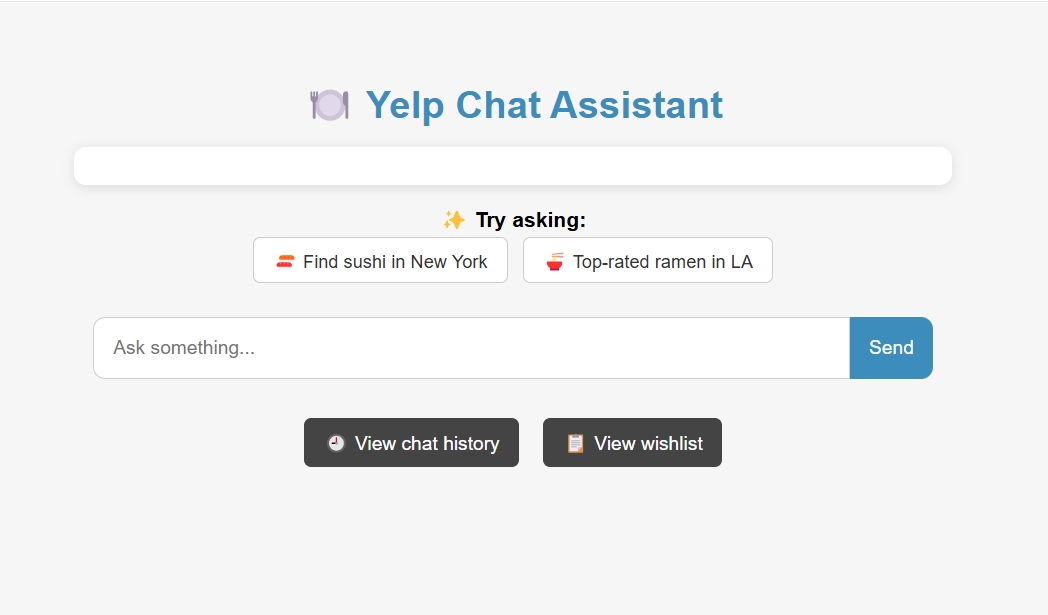 Yelp Chat Assistant
Try asking:
Find sushi in New York
Top-rated ramen in LA
Ask something...
Send
View chat history
View wishlist